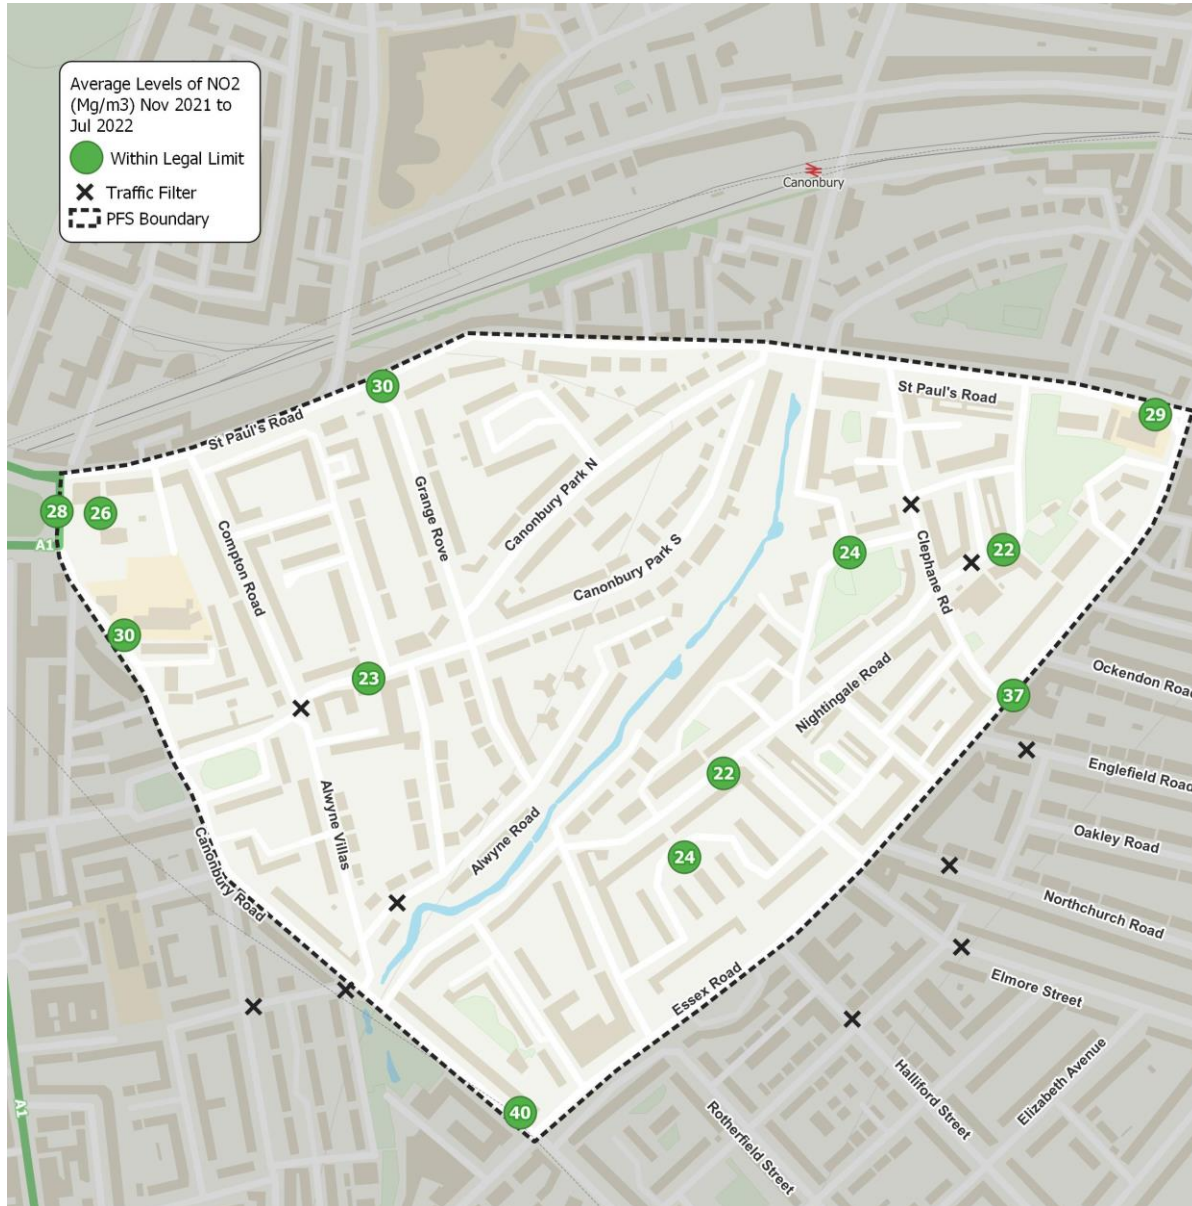 Average Levels of NO2
(Mg/m3) Nov 2021 to
Jul 2022
Within Legal Limit
Traffic Filter
PFS Boundary
Canonbury
30
St Paul's Road
St Paul's Road
29
28
26
A1
Grange Rove
Canonbury Park N
Compton Road
24
22
Clephane Rd
Canonbury Park S
30
23
Ockendon Road
37
Nightingale Road
Englefield Road
22
Alwyne Villas
Alwyne Road
Oakley Road
24
Canonbury Road
Northchurch Road
Essex Road
Elmore Street
Elizabeth Avenue
Halliford Street
A1
40
Rotherfield Street